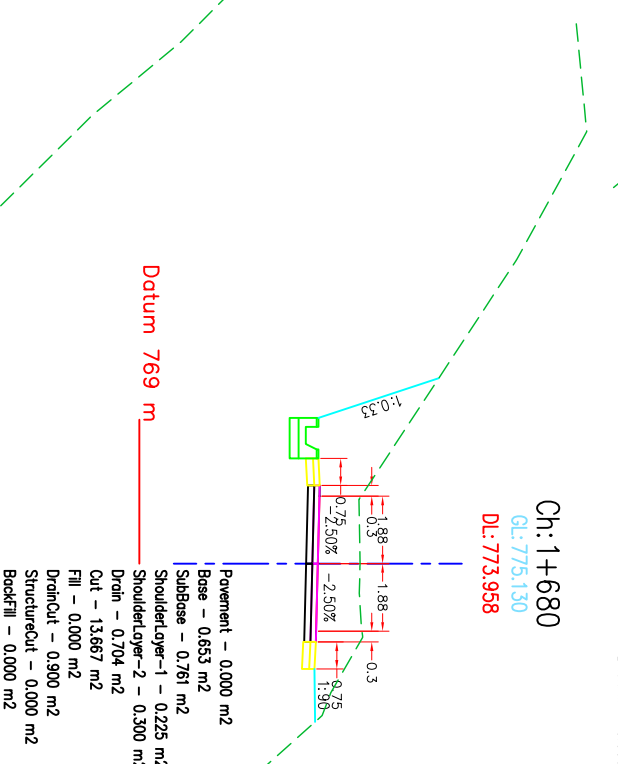 Ch:1+680
GL:775.130
DL:773.958
1:0.33
1.88
1.88
0.3
0.3
0.75
0.75
-2.50%
-2.50%
1:90
Datum 769 m
Pavement - 0.000 m2
Base - 0.653 m2
SubBase - 0.761 m2
ShoulderLayer-1 - 0.225 m2
ShoulderLayer-2 - 0.300 m2
Drain - 0.704 m2
Cut - 13.667 m2
Fill - 0.000 m2
DrainCut - 0.900 m2
StructureCut - 0.000 m2
BackFill - 0.000 m2